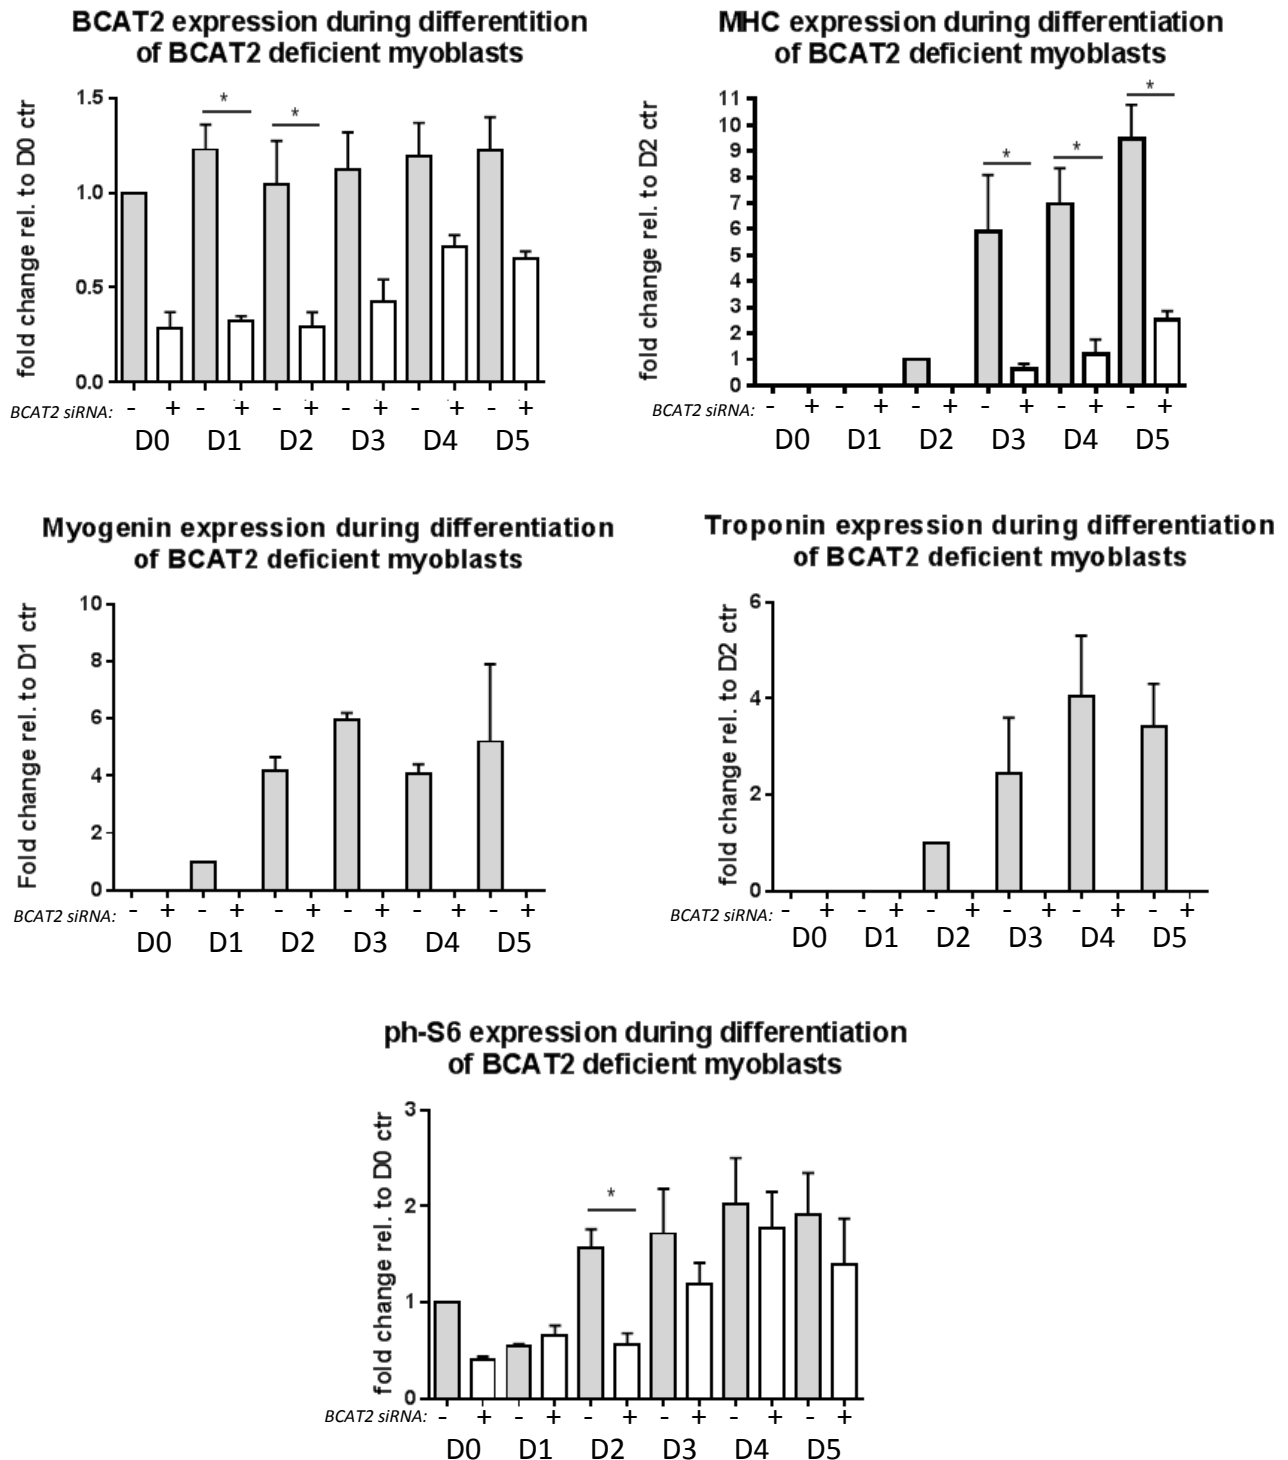 BCAT2 expression during differentition
of BCAT2 deficient myoblasts
fold change rel. to D0 ctr
1.5
1.0
0.5
0.0
* *
BCAT2 siRNA: - + - + - + - + - + - +
D0 D1 D2 D3 D4 D5
MHC expression during differentiation
of BCAT2 deficient myoblasts
fold change rel. to D2 ctr
11
10
9
8
7
6
5
4
3
2
1
0
* * *
BCAT2 siRNA: - + - + - + - + - + - +
D0 D1 D2 D3 D4 D5
Myogenin expression during differentiation
of BCAT2 deficient myoblasts
Fold change rel. to D1 ctr
10
8
6
4
2
0
BCAT2 siRNA: - + - + - + - + - + - +
D0 D1 D2 D3 D4 D5
Troponin expression during differentiation
of BCAT2 deficient myoblasts
fold change rel. to D2 ctr
6
4
2
0
BCAT2 siRNA: - + - + - + - + - + - +
D0 D1 D2 D3 D4 D5
ph-S6 expression during differentiation
of BCAT2 deficient myoblasts
fold change rel. to D0 ctr
3
2
1
0
*
BCAT2 siRNA: - + - + - + - + - + - +
D0 D1 D2 D3 D4 D5